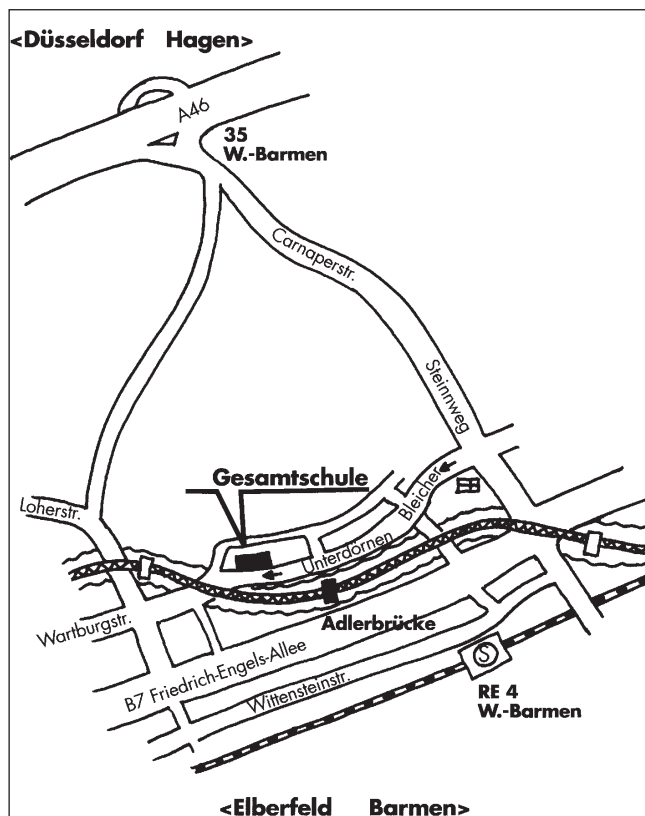 <Düsseldorf Hagen>
A46
35
W.-Barmen
Carnaperstr.
Steinnweg
Gesamtschule
Bleicher
Loherstr.
Unterdörnen
Adlerbrücke
Wartburgstr.
B7 Friedrich-Engels-Allee
Wittensteinstr.
S
RE 4
W.-Barmen
<Elberfeld Barmen>